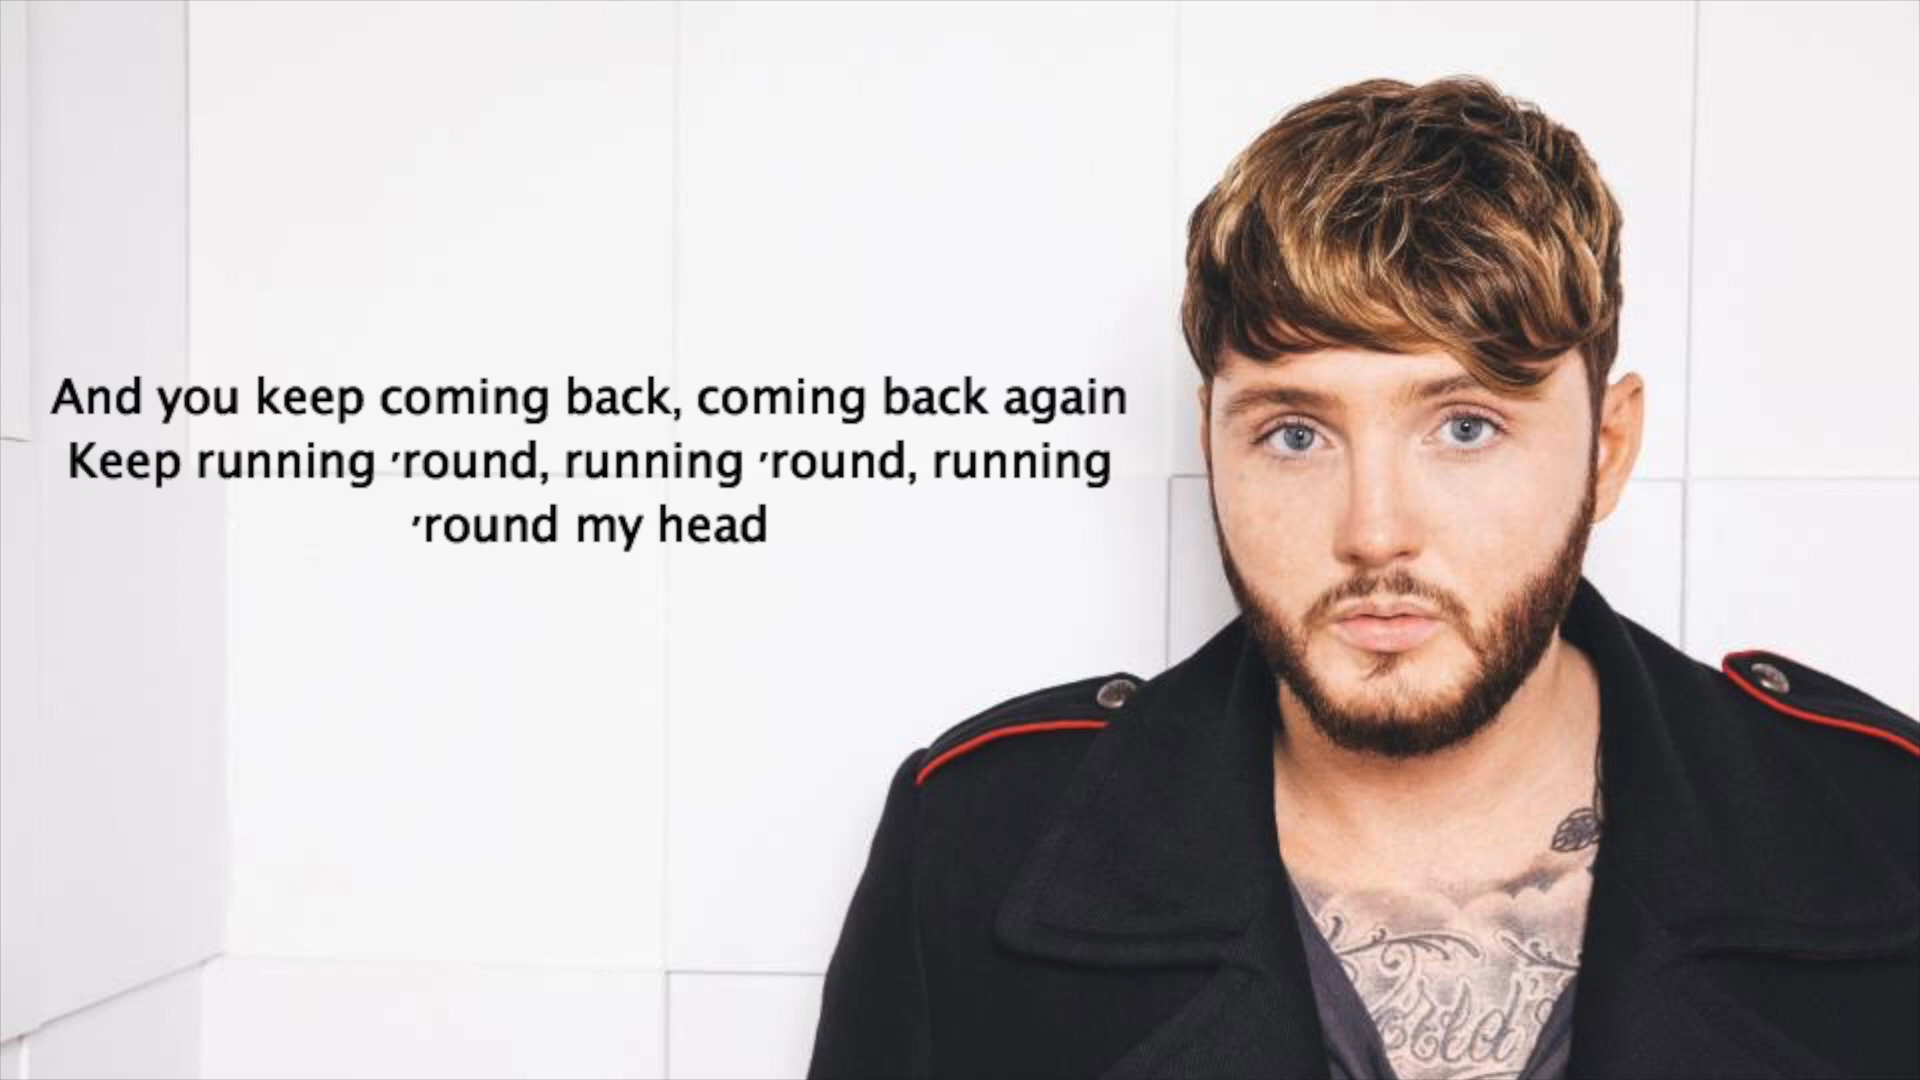 And you keep coming back, coming back again
Keep running ’round, running ’round, running
’round my head